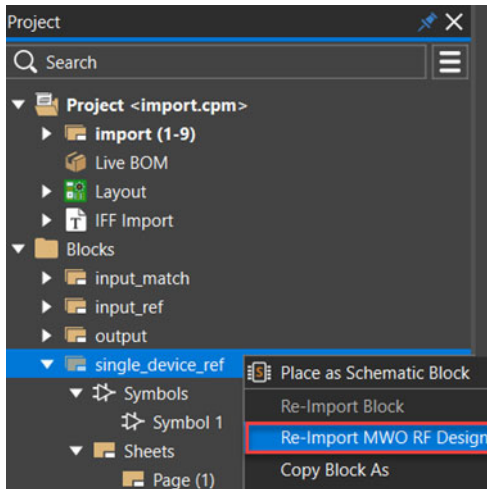 Project
Search
Project <import.cpm>
import (1-9)
Live BOM
Layout
IFF Import
Blocks
input_match
input_ref
output
single_device_ref
Place as Schematic Block
Symbols
Re-Import Block
Symbol 1
Re-Import MWO RF Design
Sheets
Copy Block As
Page (1)